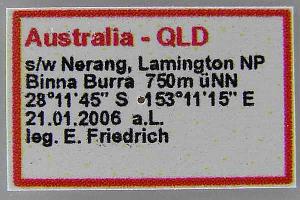 Australia - QLD
s/w Nerang, Lamington NP
Binna Burra  750m üNN
28°11'45" S  153°11'15" E
21.01.2006  a.L.
leg. E. Friedrich